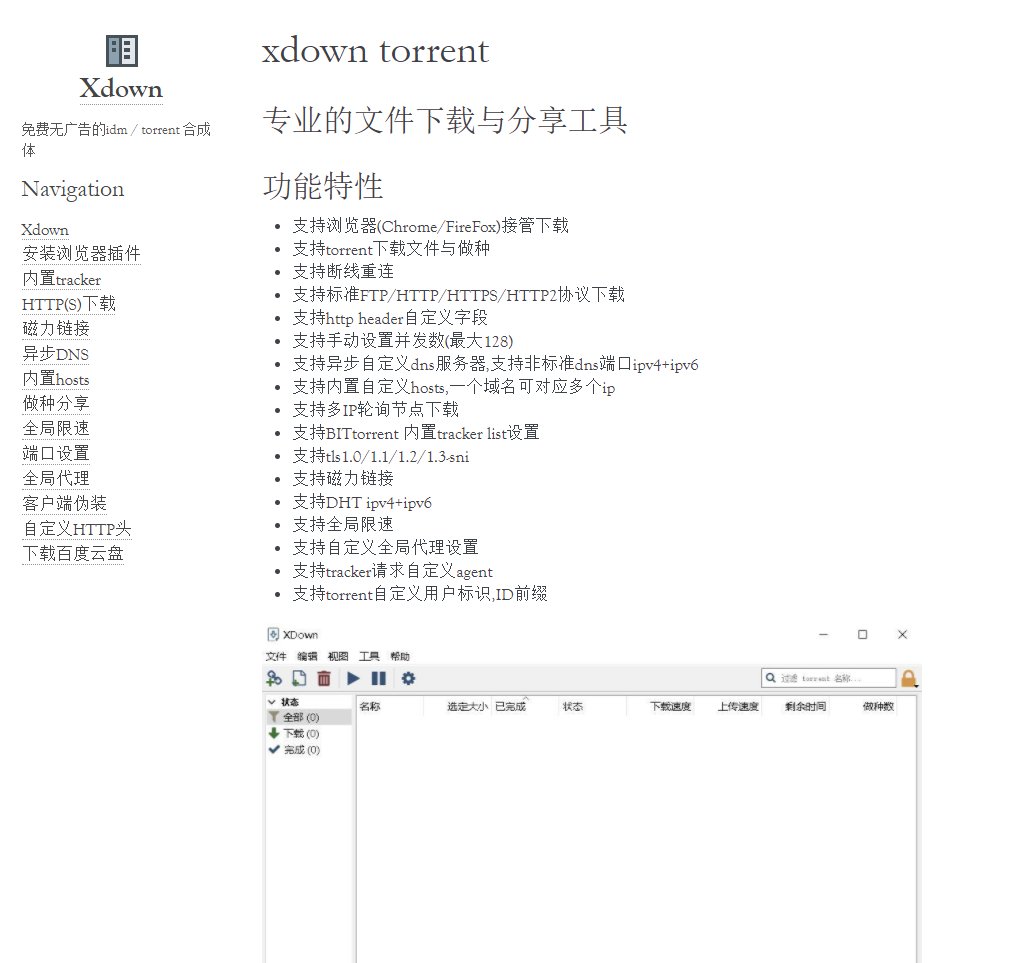 Xdown
免费无广告的idm / torrent 合成
体
Navigation
Xdown
安装浏览器插件
内置tracker
HTTP(S)下载
磁力链接
异步DNS
内置hosts
做种分享
全局限速
端口设置
全局代理
客户端伪装
自定义HTTP头
下载百度云盘
xdown torrent
专业的文件下载与分享工具
功能特性
支持浏览器(Chrome/FireFox)接管下载
支持torrent下载文件与做种
支持断线重连
支持标准FTP/HTTP/HTTPS/HTTP2协议下载
支持http header自定义字段
支持手动设置并发数(最大128)
支持异步自定义dns服务器,支持非标准dns端口ipv4+ipv6
支持内置自定义hosts,一个域名可对应多个ip
支持多IP轮询节点下载
支持BITtorrent 内置tracker list设置
支持tls1.0/1.1/1.2/1.3-sni
支持磁力链接
支持DHT ipv4+ipv6
支持全局限速
支持自定义全局代理设置
支持tracker请求自定义agent
支持torrent自定义用户标识,ID前缀
XDown
文件 编辑 视图 工具 帮助
过滤 torrent 名称...
状态
全部 (0)
下载 (0)
完成 (0)
名称 选定大小 已完成 状态 下载速度 上传速度 剩余时间 做种数